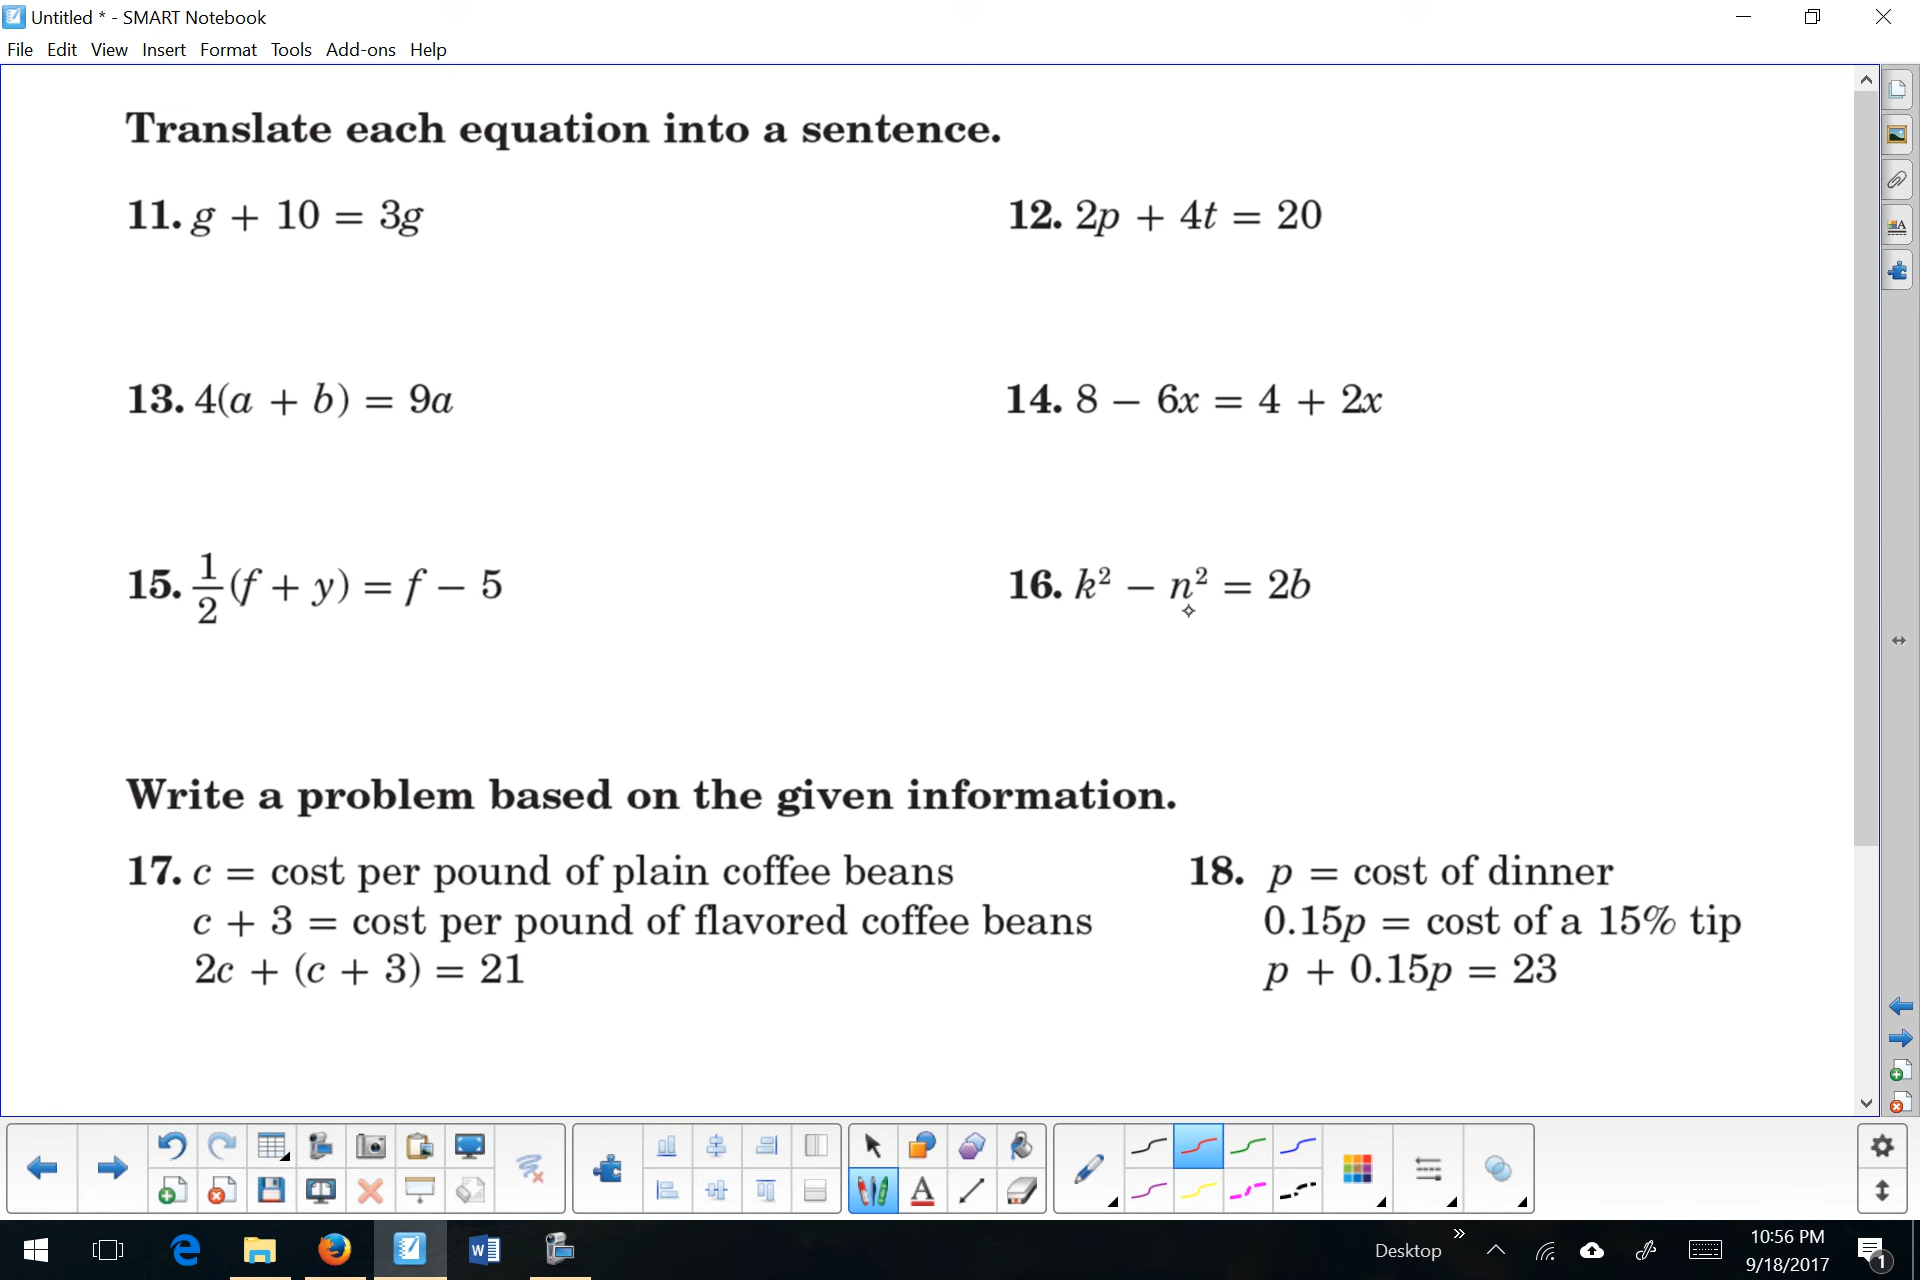 Untitled * - SMART Notebook
File Edit View Insert Format Tools Add-ons Help
Translate each equation into a sentence.
11. g + 10 = 3g
12. 2p + 4t = 20
13. 4(a + b) = 9a
14. 8 − 6x = 4 + 2x
15. 1/2(f + y) = f − 5
16. k² − n² = 2b
Write a problem based on the given information.
17. c = cost per pound of plain coffee beans
c + 3 = cost per pound of flavored coffee beans
2c + (c + 3) = 21
18. p = cost of dinner
0.15p = cost of a 15% tip
p + 0.15p = 23
A
Desktop
10:56 PM
9/18/2017
1